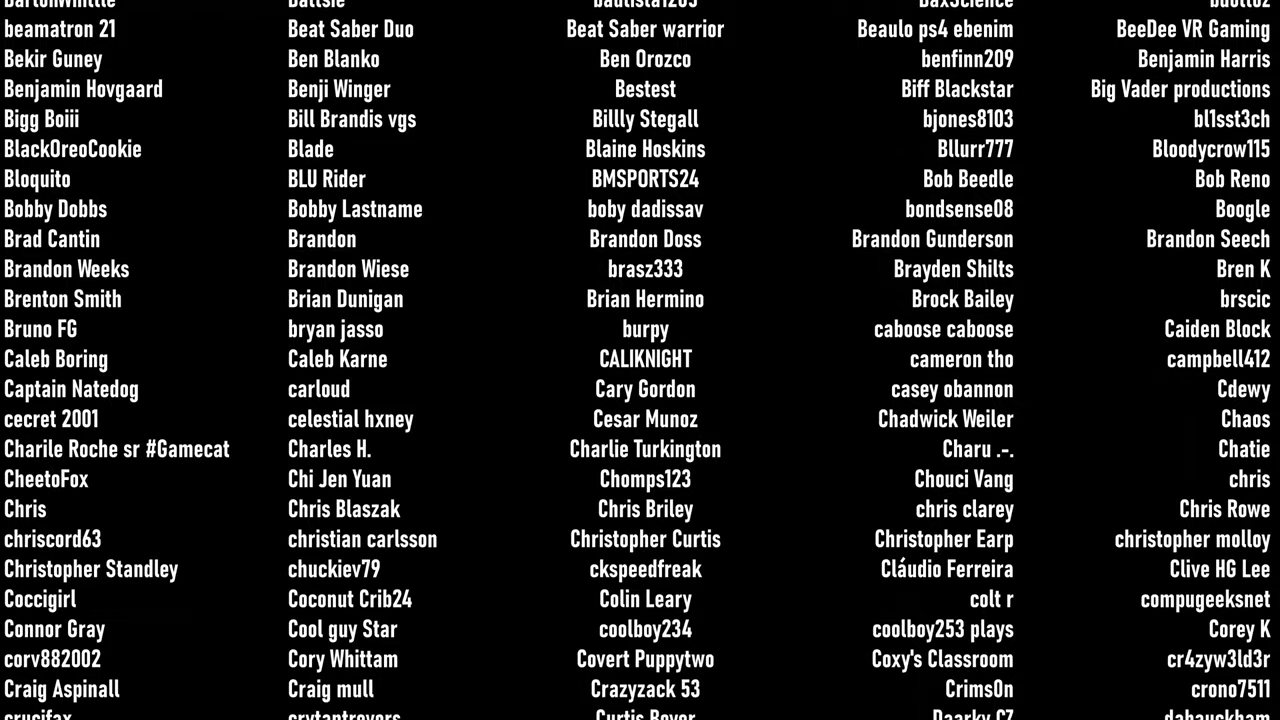 beamatron 21 Beat Saber Duo Beat Saber warrior Beaulo ps4 ebenim BeeDee VR Gaming
Bekir Guney Ben Blanko Ben Orozco benfinn209 Benjamin Harris
Benjamin Hovgaard Benji Winger Bestest Biff Blackstar Big Vader productions
Bigg Boiii Bill Brandis vgs Billly Stegall bjones8103 bl1sst3ch
BlackOreoCookie Blade Blaine Hoskins Bllurr777 Bloodycrow115
Bloquito BLU Rider BMSPORTS24 Bob Beedle Bob Reno
Bobby Dobbs Bobby Lastname boby dadissav bondsense08 Boogle
Brad Cantin Brandon Brandon Doss Brandon Gunderson Brandon Seech
Brandon Weeks Brandon Wiese brasz333 Brayden Shilts Bren K
Brenton Smith Brian Dunigan Brian Hermino Brock Bailey brscic
Bruno FG bryan jasso burpy caboose caboose Caiden Block
Caleb Boring Caleb Karne CALIKNIGHT cameron tho campbell412
Captain Natedog carloud Cary Gordon casey obannon Cdewy
cecret 2001 celestial hxney Cesar Munoz Chadwick Weiler Chaos
Charile Roche sr #Gamecat Charles H. Charlie Turkington Charu .-. Chatie
CheetoFox Chi Jen Yuan Chomps123 Chouci Vang chris
Chris Chris Blaszak Chris Briley chris clarey Chris Rowe
chriscord63 christian carlsson Christopher Curtis Christopher Earp christopher molloy
Christopher Standley chuckiev79 ckspeedfreak Cláudio Ferreira Clive HG Lee
Coccigirl Coconut Crib24 Colin Leary colt r compugeeksnet
Connor Gray Cool guy Star coolboy234 coolboy253 plays Corey K
corv882002 Cory Whittam Covert Puppytwo Coxy's Classroom cr4zyw3ld3r
Craig Aspinall Craig mull Crazyzack 53 Crims0n crono7511